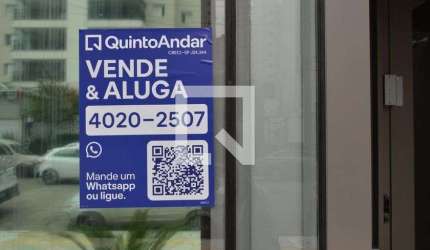 QuintoAndar
VENDE
& ALUGA
4020-2507
Mande um
Whatsapp
ou ligue.